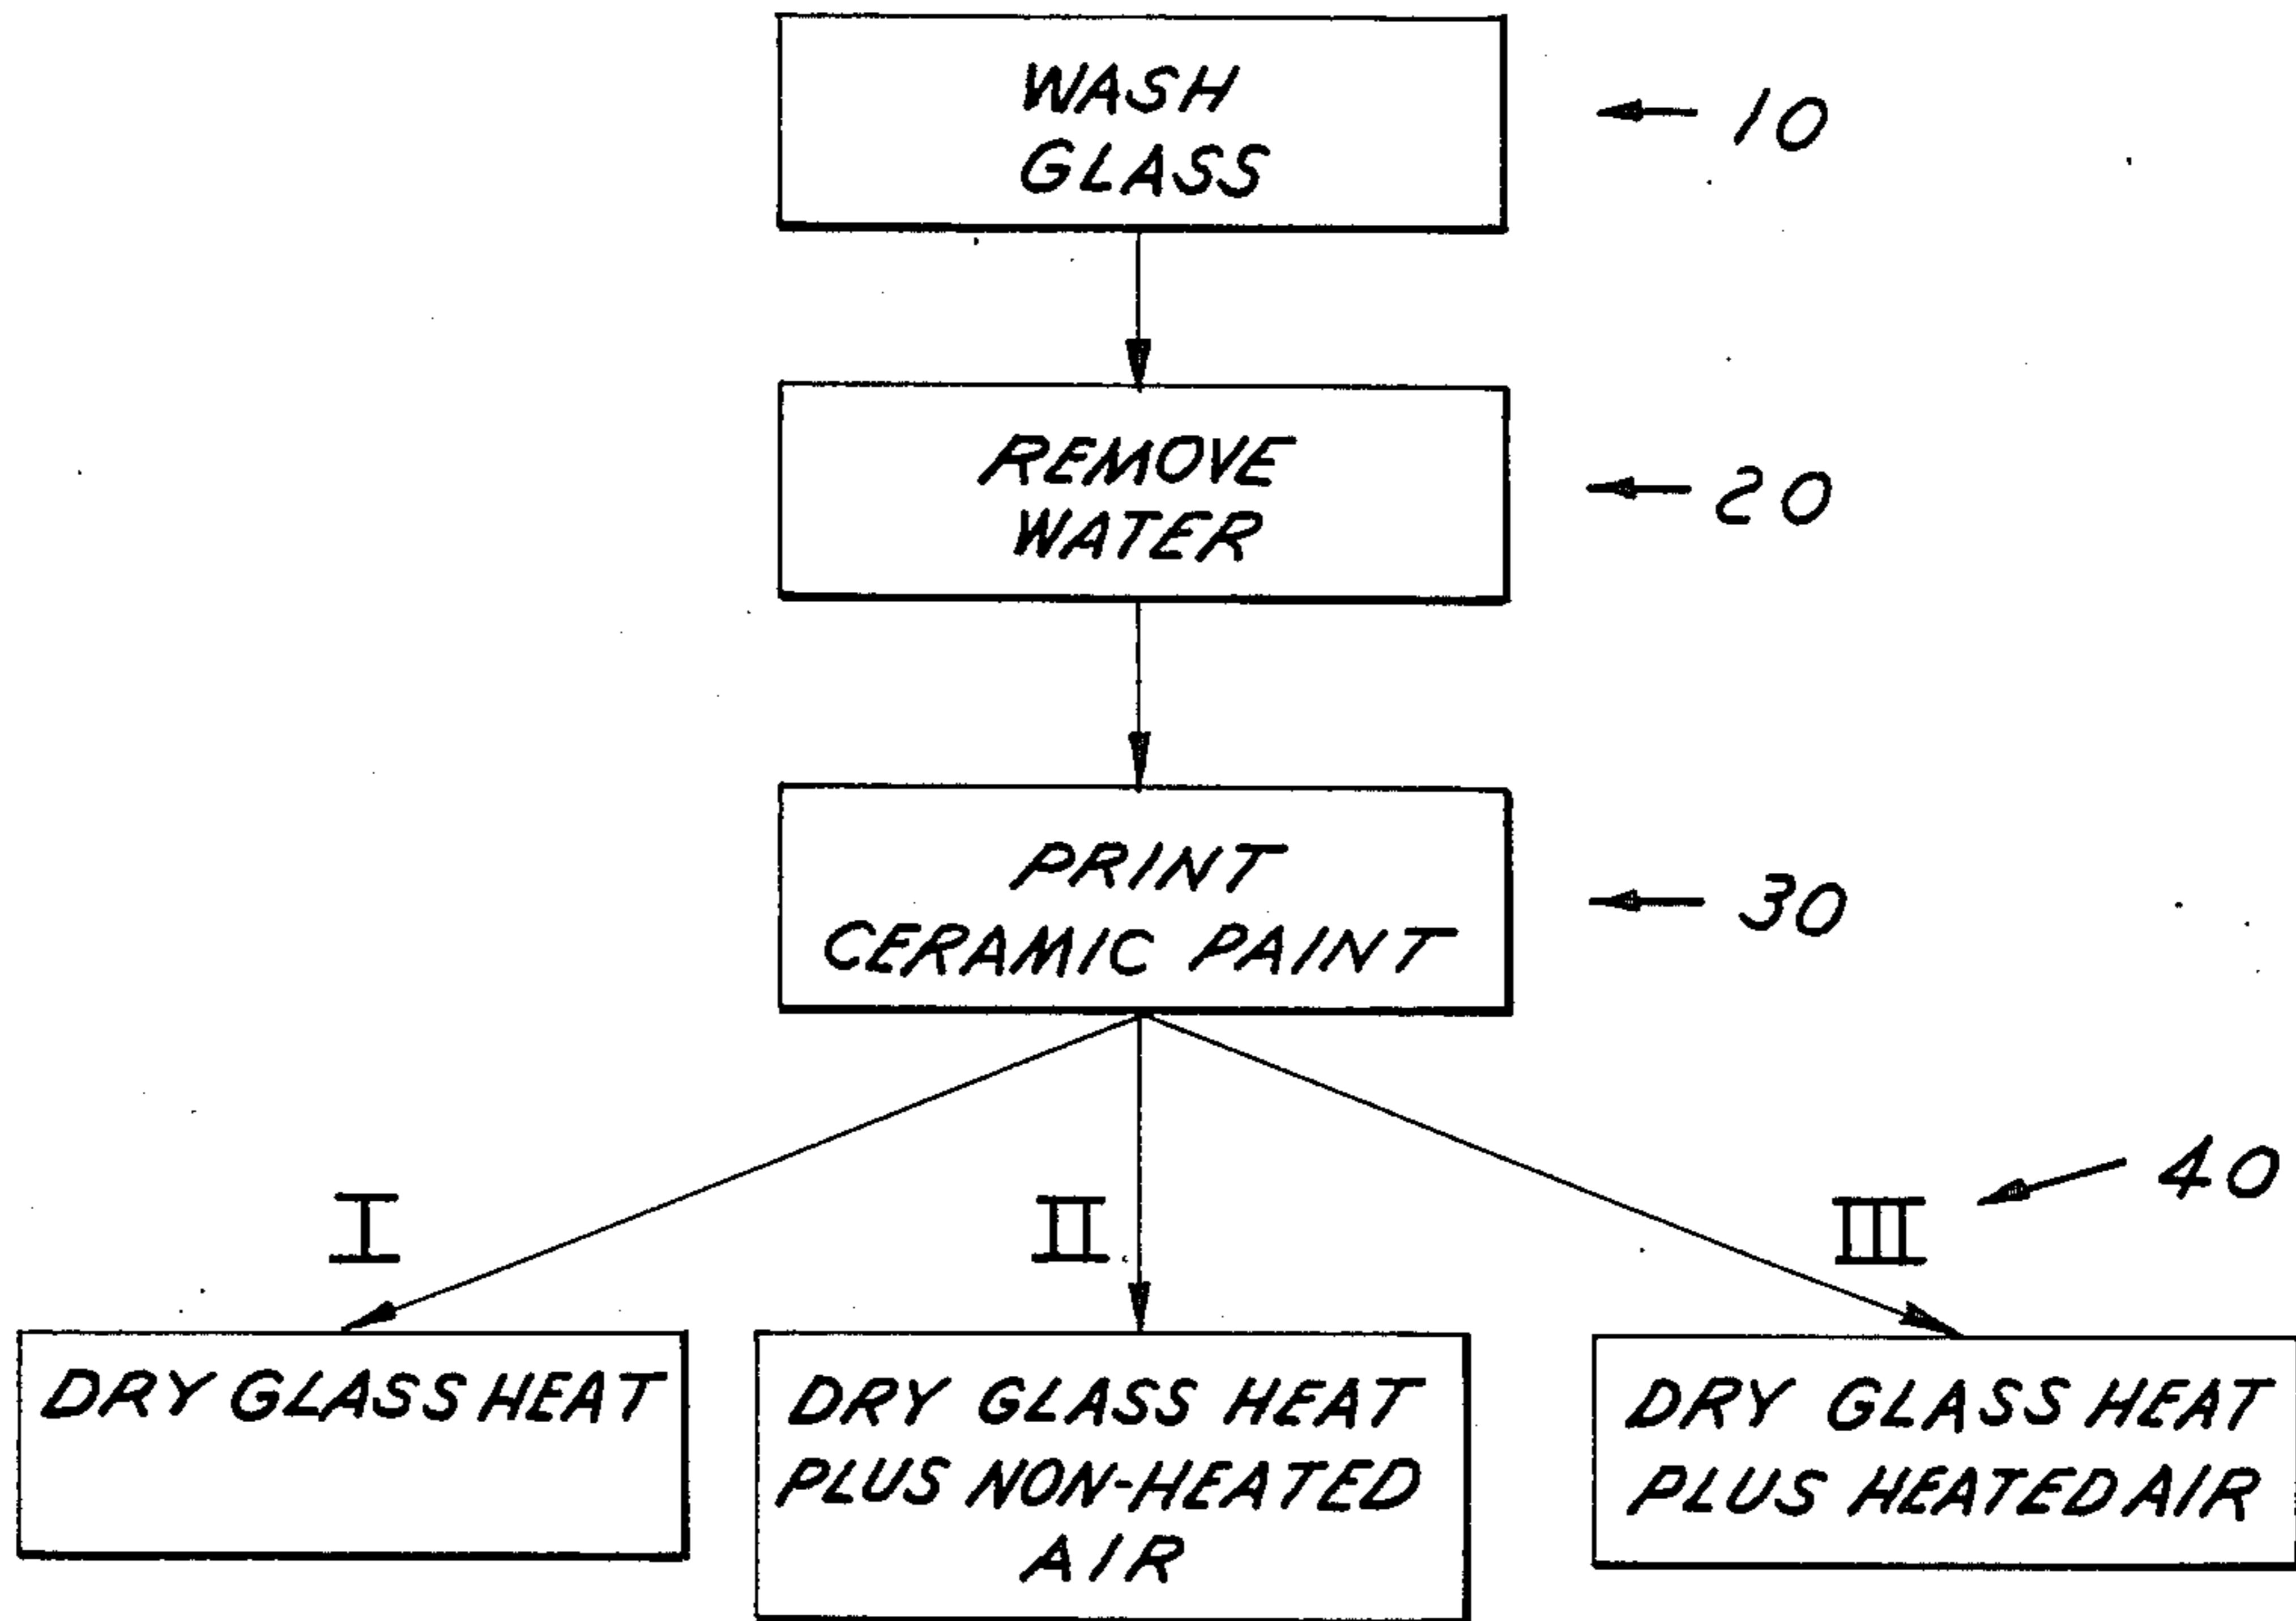 WASH
GLASS
10
REMOVE
WATER
20
PRINT
CERAMIC PAINT
30
I
II
III
40
DRY GLASS HEAT
DRY GLASS HEAT
PLUS NON-HEATED
AIR
DRY GLASS HEAT
PLUS HEATED AIR